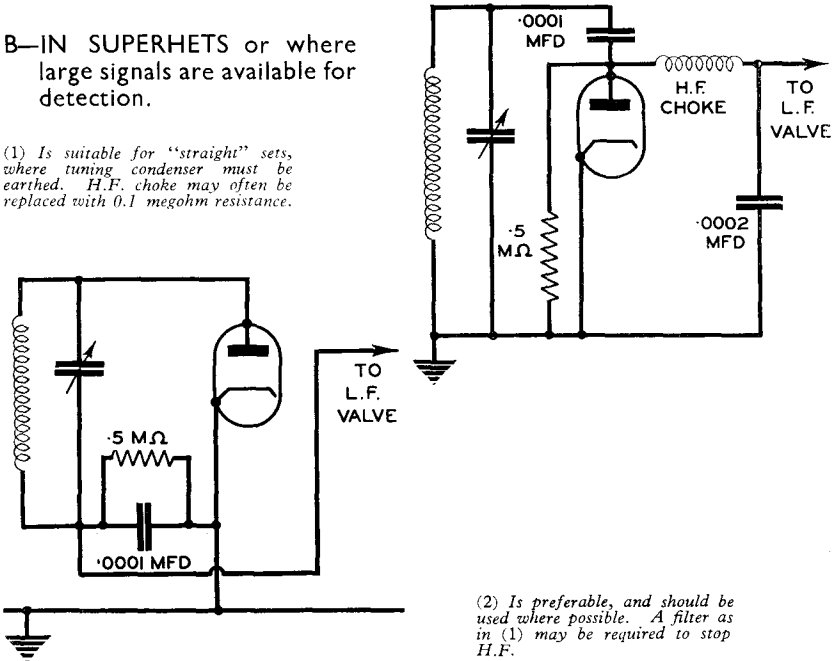 B—IN SUPERHETS or where
large signals are available for
detection.
(1) Is suitable for "straight" sets,
where tuning condenser must be
earthed. H.F. choke may often be
replaced with 0.1 megohm resistance.
·0001
MFD
H.F.
CHOKE
TO
L.F.
VALVE
·5
MΩ
·0002
MFD
TO
L.F.
VALVE
·5 MΩ
·0001 MFD
(2) Is preferable, and should be
used where possible. A filter as
in (1) may be required to stop
H.F.